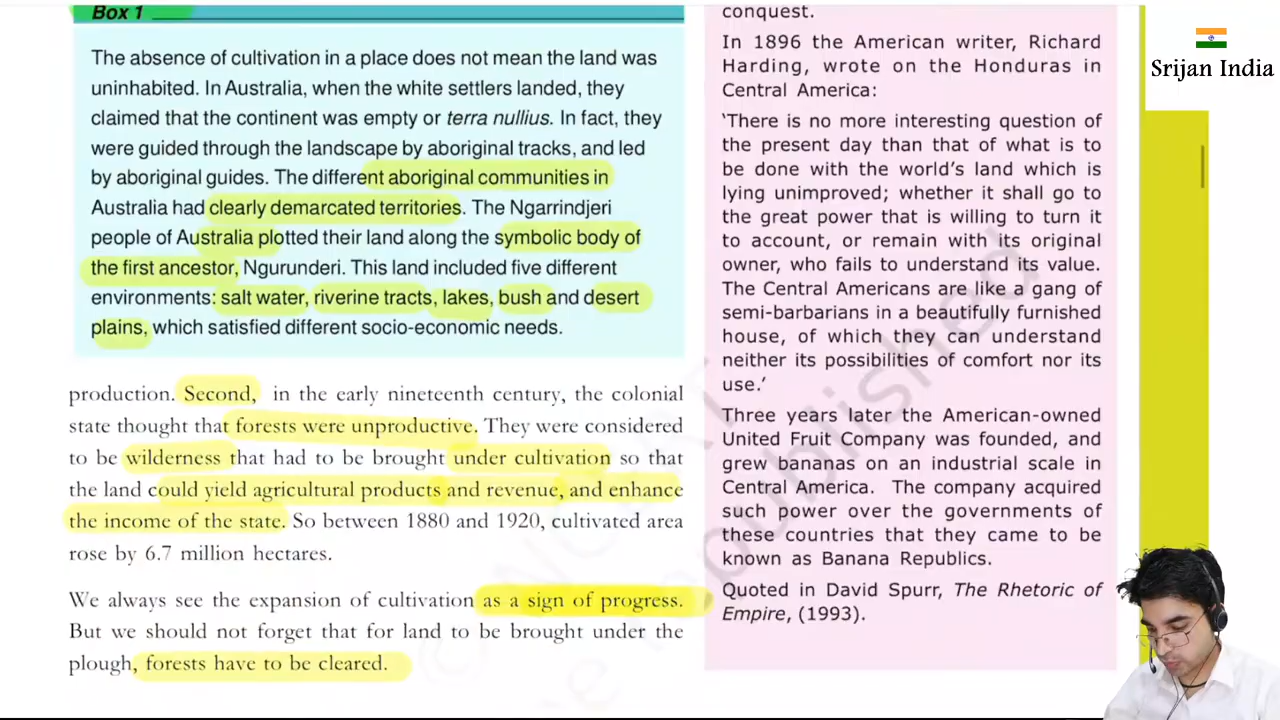 Box 1
The absence of cultivation in a place does not mean the land was
uninhabited. In Australia, when the white settlers landed, they
claimed that the continent was empty or terra nullius. In fact, they
were guided through the landscape by aboriginal tracks, and led
by aboriginal guides. The different aboriginal communities in
Australia had clearly demarcated territories. The Ngarrindjeri
people of Australia plotted their land along the symbolic body of
the first ancestor, Ngurunderi. This land included five different
environments: salt water, riverine tracts, lakes, bush and desert
plains, which satisfied different socio-economic needs.
production. Second, in the early nineteenth century, the colonial
state thought that forests were unproductive. They were considered
to be wilderness that had to be brought under cultivation so that
the land could yield agricultural products and revenue, and enhance
the income of the state. So between 1880 and 1920, cultivated area
rose by 6.7 million hectares.
We always see the expansion of cultivation as a sign of progress.
But we should not forget that for land to be brought under the
plough, forests have to be cleared.
conquest.
In 1896 the American writer, Richard
Harding, wrote on the Honduras in
Central America:
'There is no more interesting question of
the present day than that of what is to
be done with the world's land which is
lying unimproved; whether it shall go to
the great power that is willing to turn it
to account, or remain with its original
owner, who fails to understand its value.
The Central Americans are like a gang of
semi-barbarians in a beautifully furnished
house, of which they can understand
neither its possibilities of comfort nor its
use.'
Three years later the American-owned
United Fruit Company was founded, and
grew bananas on an industrial scale in
Central America. The company acquired
such power over the governments of
these countries that they came to be
known as Banana Republics.
Quoted in David Spurr, The Rhetoric of
Empire, (1993).
Srijan India